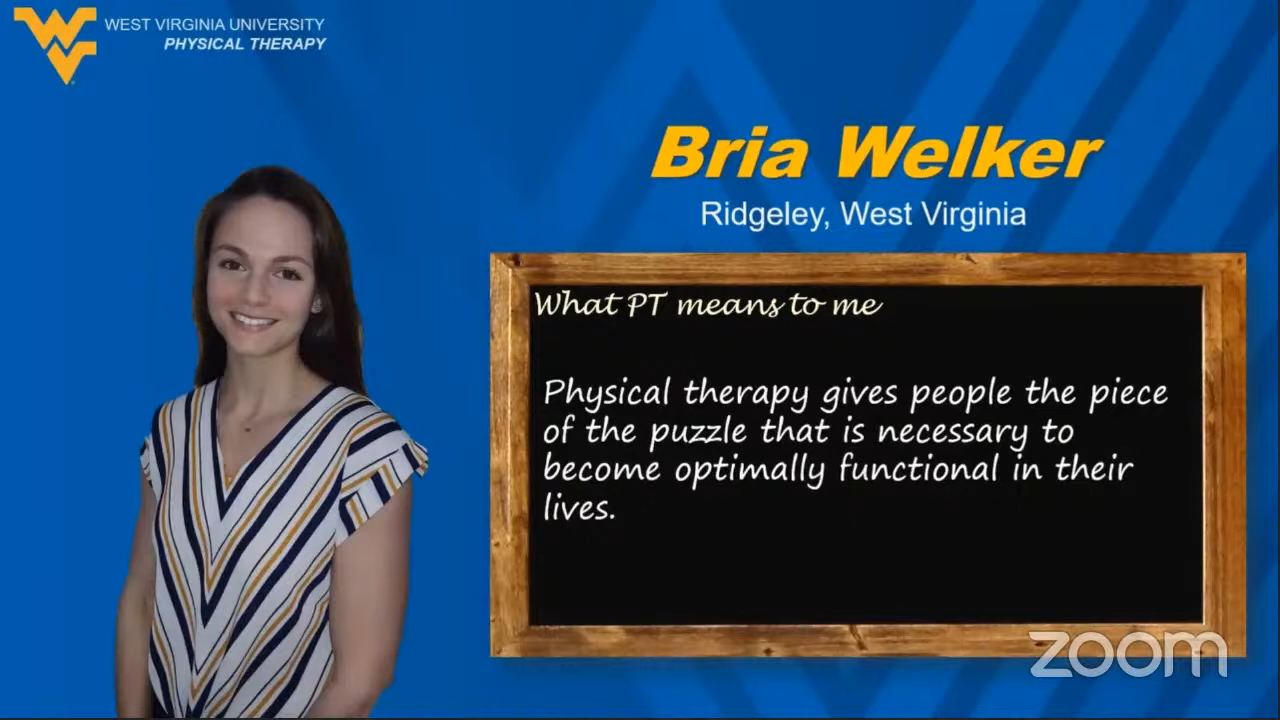 WEST VIRGINIA UNIVERSITY
PHYSICAL THERAPY
Bria Welker
Ridgeley, West Virginia
What PT means to me
Physical therapy gives people the piece
of the puzzle that is necessary to
become optimally functional in their
lives.
zoom